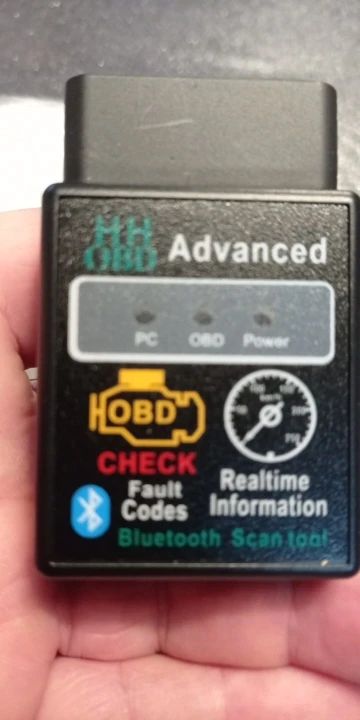 HH
OBD
Advanced
PC OBD Power
OBD
CHECK
Fault
Codes
Realtime
Information
Bluetooth Scan tool